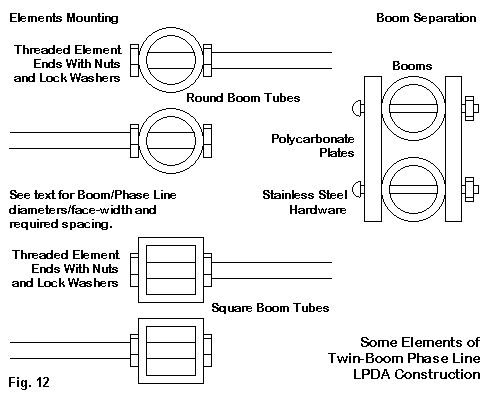 Elements Mounting
Boom Separation
Threaded Element
Ends With Nuts
and Lock Washers
Round Boom Tubes
Booms
Polycarbonate
Plates
See text for Boom/Phase Line
diameters/face-width and
required spacing.
Stainless Steel
Hardware
Threaded Element
Ends With Nuts
and Lock Washers
Square Boom Tubes
Some Elements of
Twin-Boom Phase Line
LPDA Construction
Fig. 12